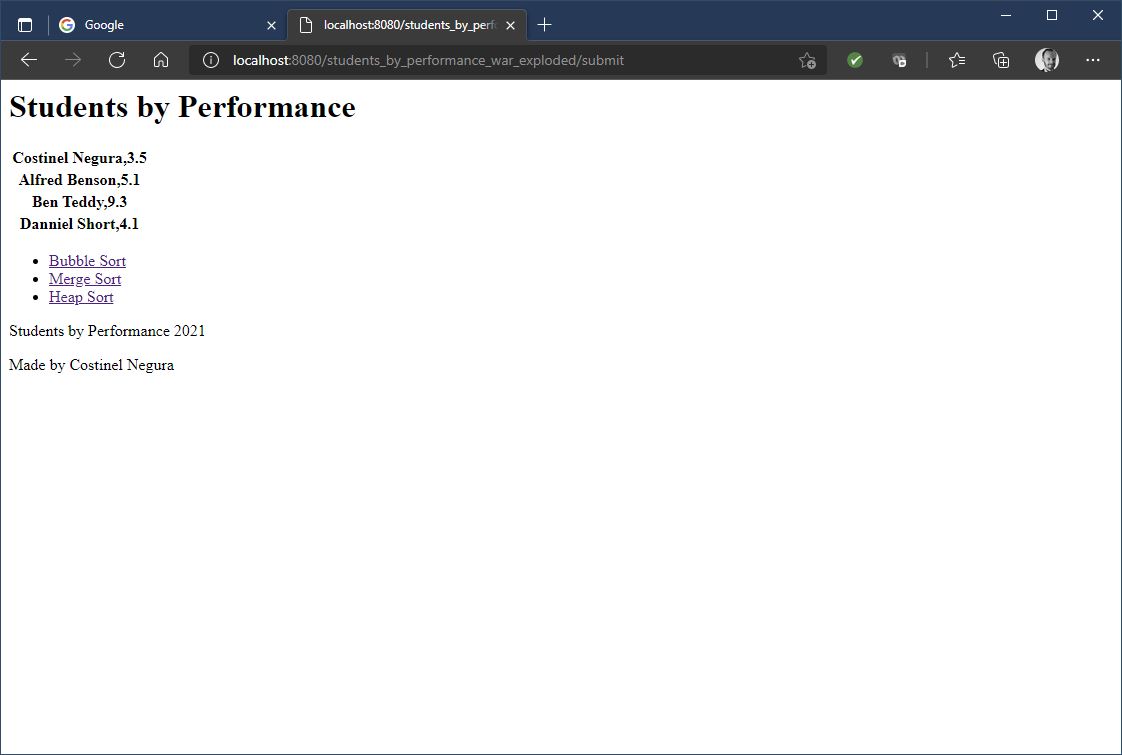 Google
localhost:8080/students_by_perf
localhost:8080/students_by_performance_war_exploded/submit
Students by Performance
Costinel Negura,3.5
Alfred Benson,5.1
Ben Teddy,9.3
Danniel Short,4.1
Bubble Sort
Merge Sort
Heap Sort
Students by Performance 2021
Made by Costinel Negura